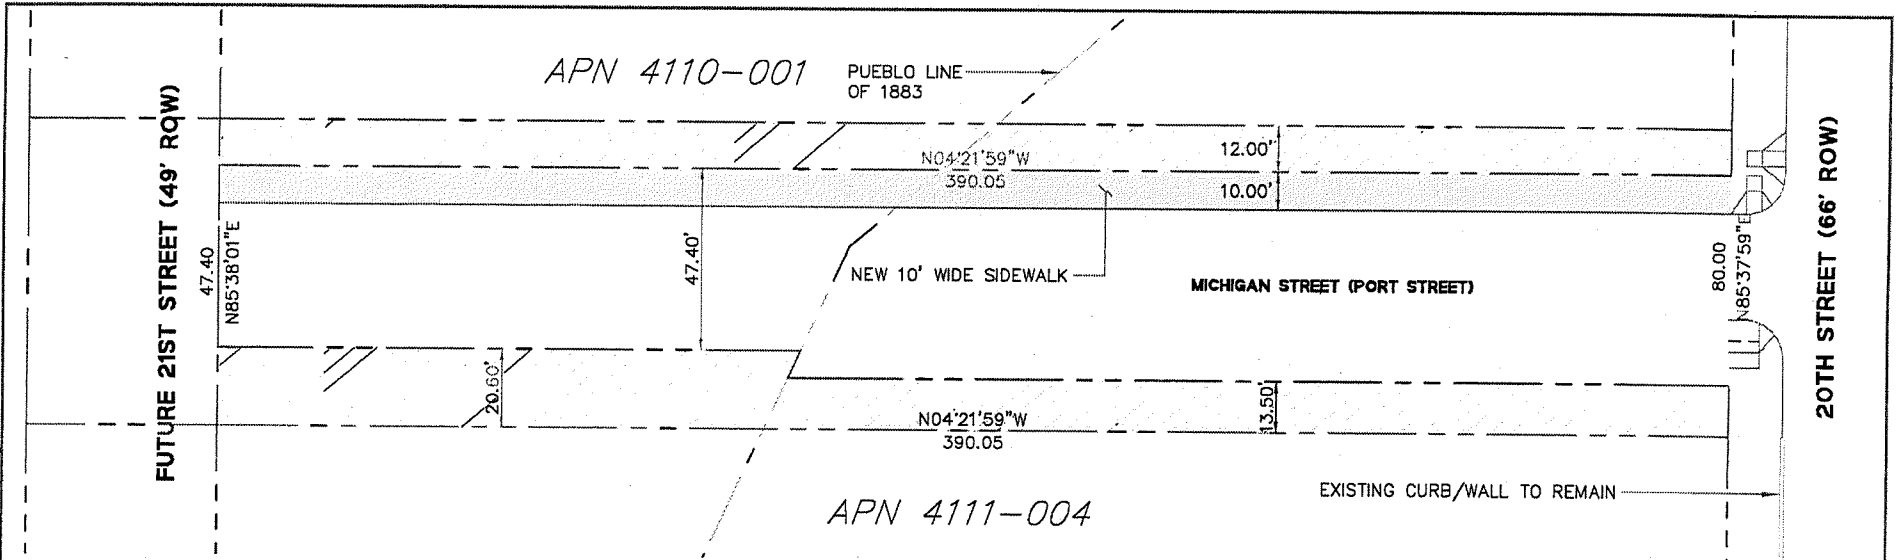 APN 4110-001
PUEBLO LINE
OF 1883
FUTURE 21ST STREET (49' ROW)
N04°21'59"W
390.05
12.00'
10.00'
47.40
N85°38'01"E
47.40'
NEW 10' WIDE SIDEWALK
MICHIGAN STREET (PORT STREET)
80.00
N85°37'59"E
20TH STREET (66' ROW)
20.60'
N04°21'59"W
390.05
13.50'
EXISTING CURB/WALL TO REMAIN
APN 4111-004